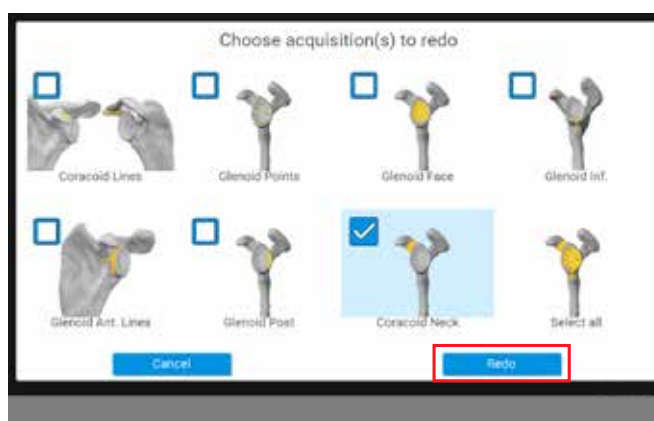 Choose acquisition(s) to redo
Coracoid Lines
Glenoid Points
Glenoid Face
Glenoid Inf.
Glenoid Ant. Lines
Glenoid Post
Coracoid Neck
Select all
Cancel
Redo